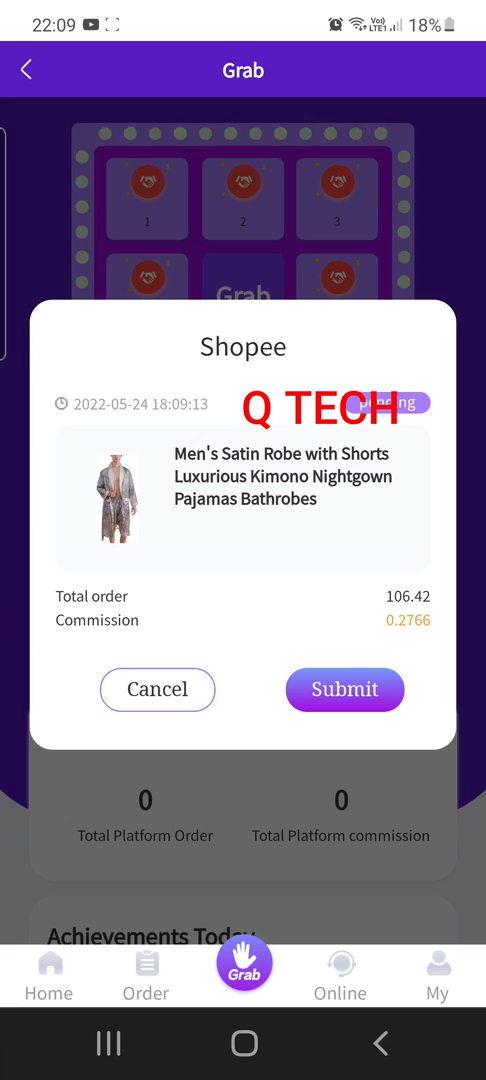 22:09
Vo))
LTE1
18%
Grab
1
2
3
Grab
Shopee
2022-05-24 18:09:13
pending
Q TECH
Men's Satin Robe with Shorts
Luxurious Kimono Nightgown
Pajamas Bathrobes
Total order 106.42
Commission 0.2766
Cancel Submit
0 0
Total Platform Order Total Platform commission
Achievements Today
Grab
Home Order Online My